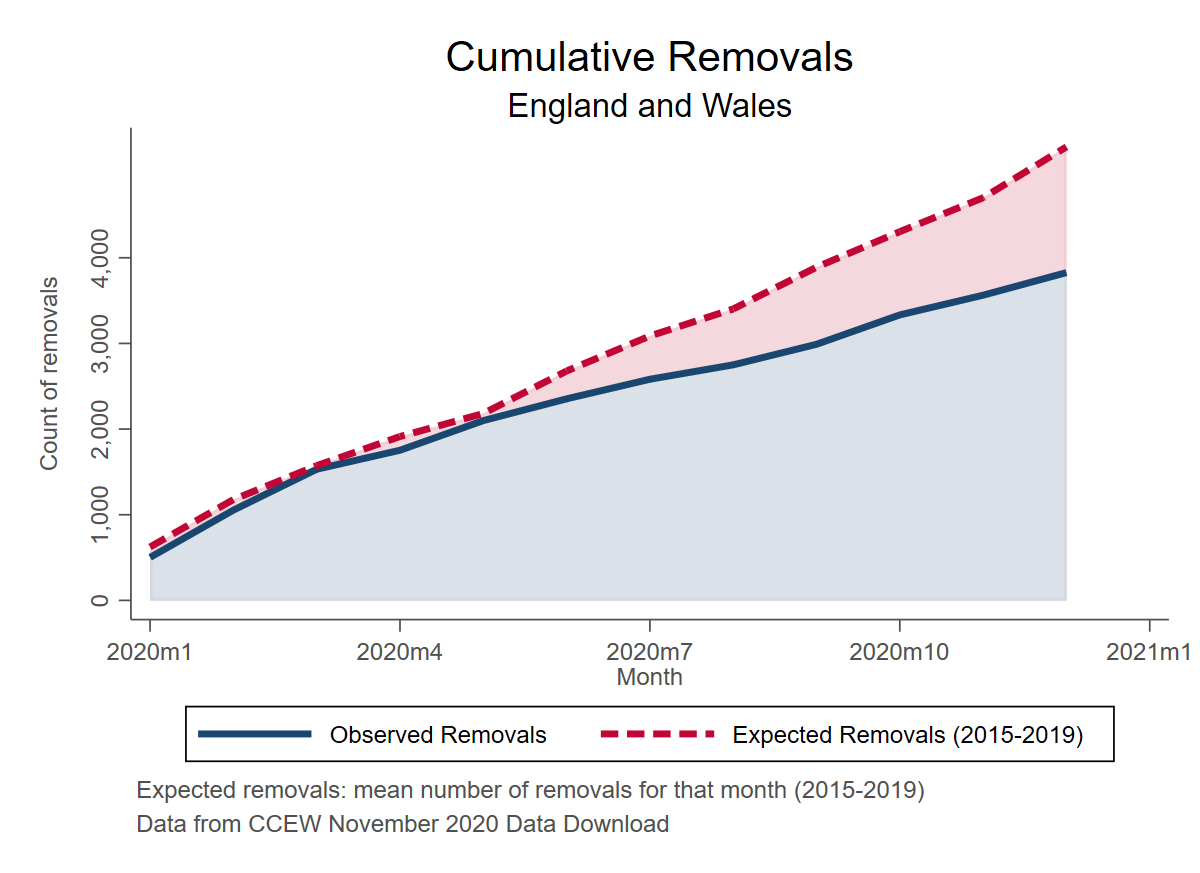 Cumulative Removals
England and Wales
Count of removals
4,000
3,000
2,000
1,000
0
2020m1 2020m4 2020m7 2020m10 2021m1
Month
Observed Removals Expected Removals (2015-2019)
Expected removals: mean number of removals for that month (2015-2019)
Data from CCEW November 2020 Data Download